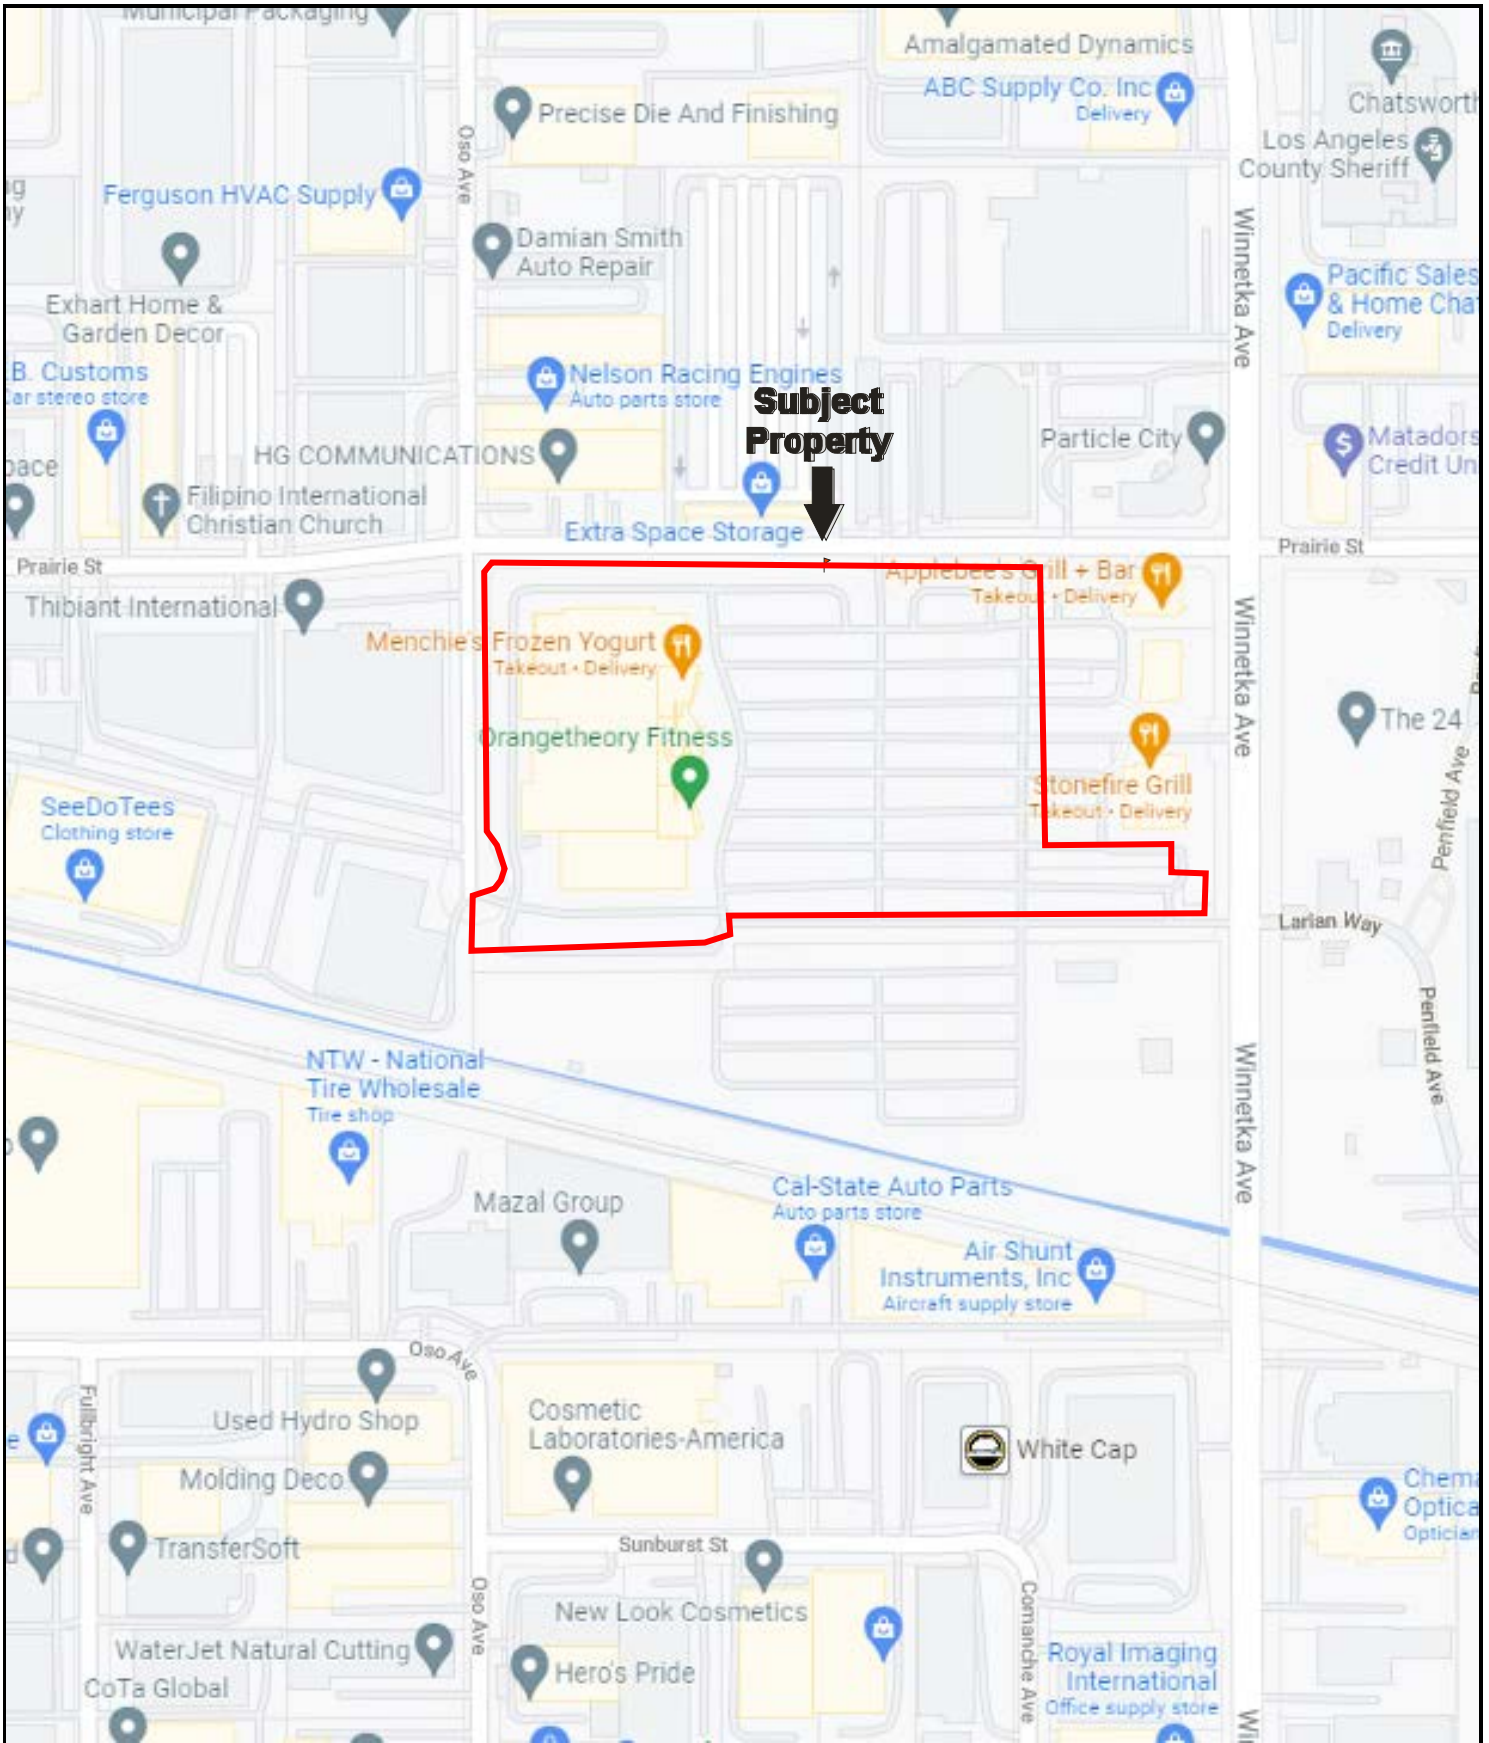 Municipal Packaging
Amalgamated Dynamics
ABC Supply Co. Inc
Delivery
Precise Die And Finishing
Chatsworth
Los Angeles
County Sheriff
Oso Ave
Ferguson HVAC Supply
Winnetka Ave
Damian Smith
Auto Repair
Exhart Home &
Garden Decor
Pacific Sales
& Home Cha
Delivery
B. Customs
ar stereo store
Nelson Racing Engines
Auto parts store
Subject
Property
Particle City
Matadors
Credit Un
HG COMMUNICATIONS
pace
Filipino International
Christian Church
Extra Space Storage
Prairie St
Prairie St
Applebee's Grill + Bar
Takeout • Delivery
Thibiant International
Menchie's Frozen Yogurt
Takeout • Delivery
Winnetka Ave
The 24
Orangetheory Fitness
Stonefire Grill
Takeout • Delivery
Penfield Ave
SeeDoTees
Clothing store
Larian Way
Penfield Ave
NTW - National
Tire Wholesale
Tire shop
Winnetka Ave
Mazal Group
Cal-State Auto Parts
Auto parts store
Air Shunt
Instruments, Inc
Aircraft supply store
Oso Ave
Fullbright Ave
Used Hydro Shop
Cosmetic
Laboratories-America
White Cap
Molding Deco
Chema
Optica
Optician
TransferSoft
Sunburst St
Oso Ave
New Look Cosmetics
Comanche Ave
WaterJet Natural Cutting
Hero's Pride
Royal Imaging
International
Office supply store
CoTa Global
Win